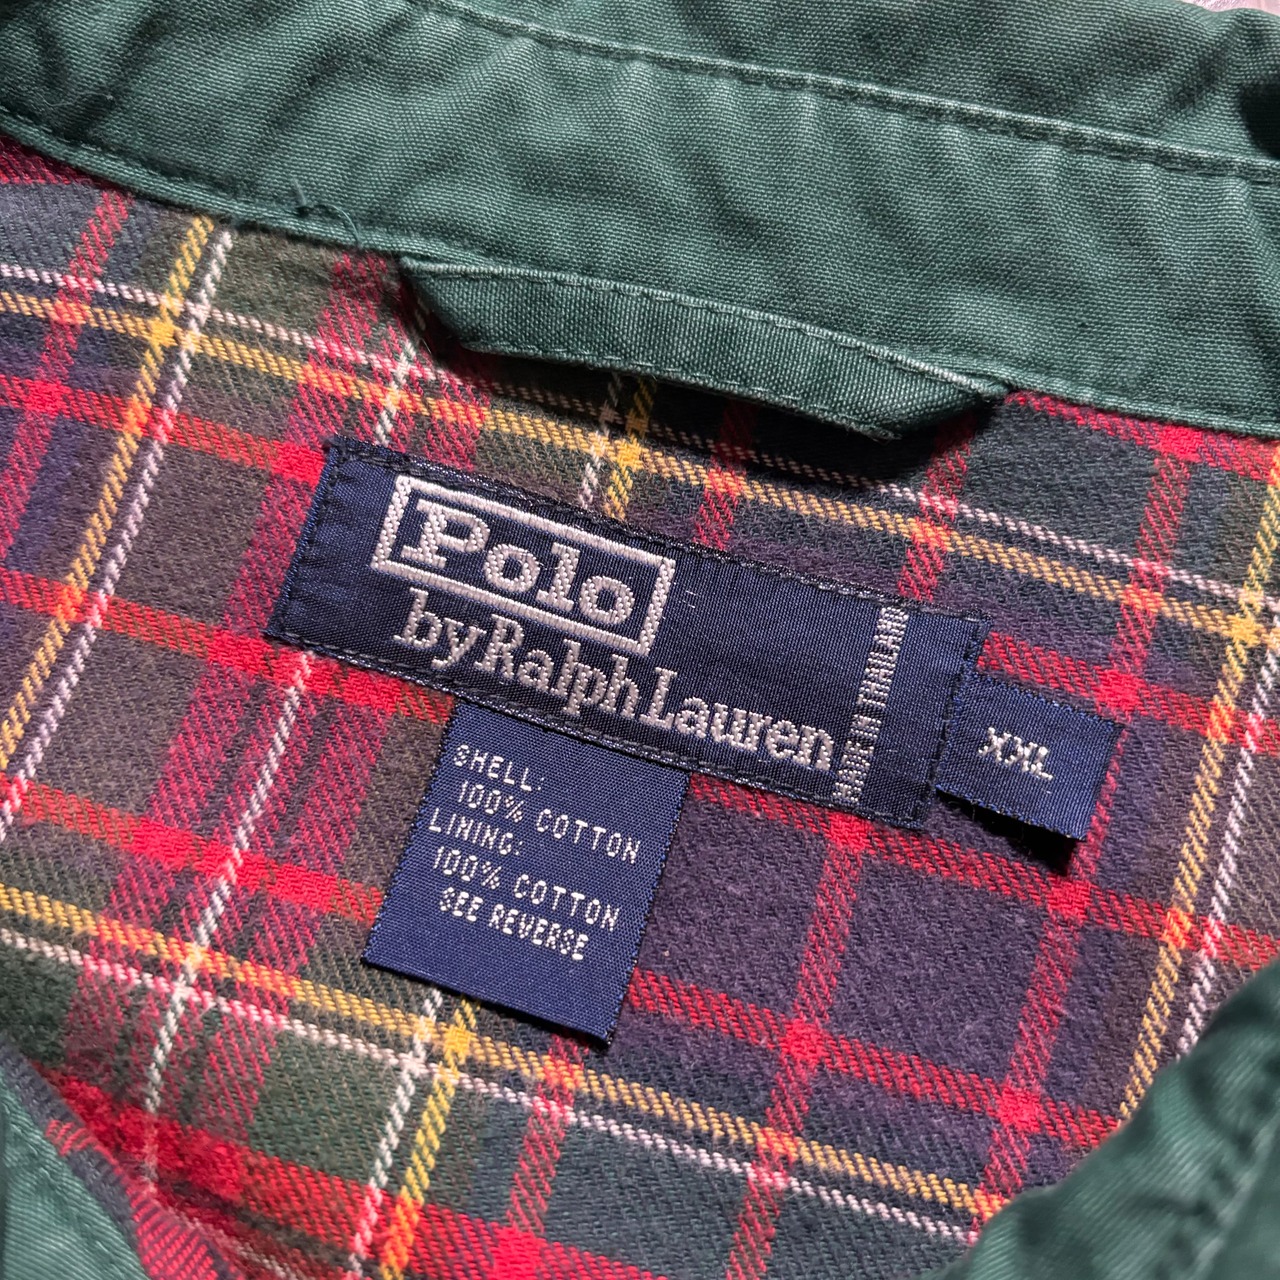 Polo
by Ralph Lauren
MADE IN THAILAND
XXL
SHELL:
100% COTTON
LINING:
100% COTTON
SEE REVERSE